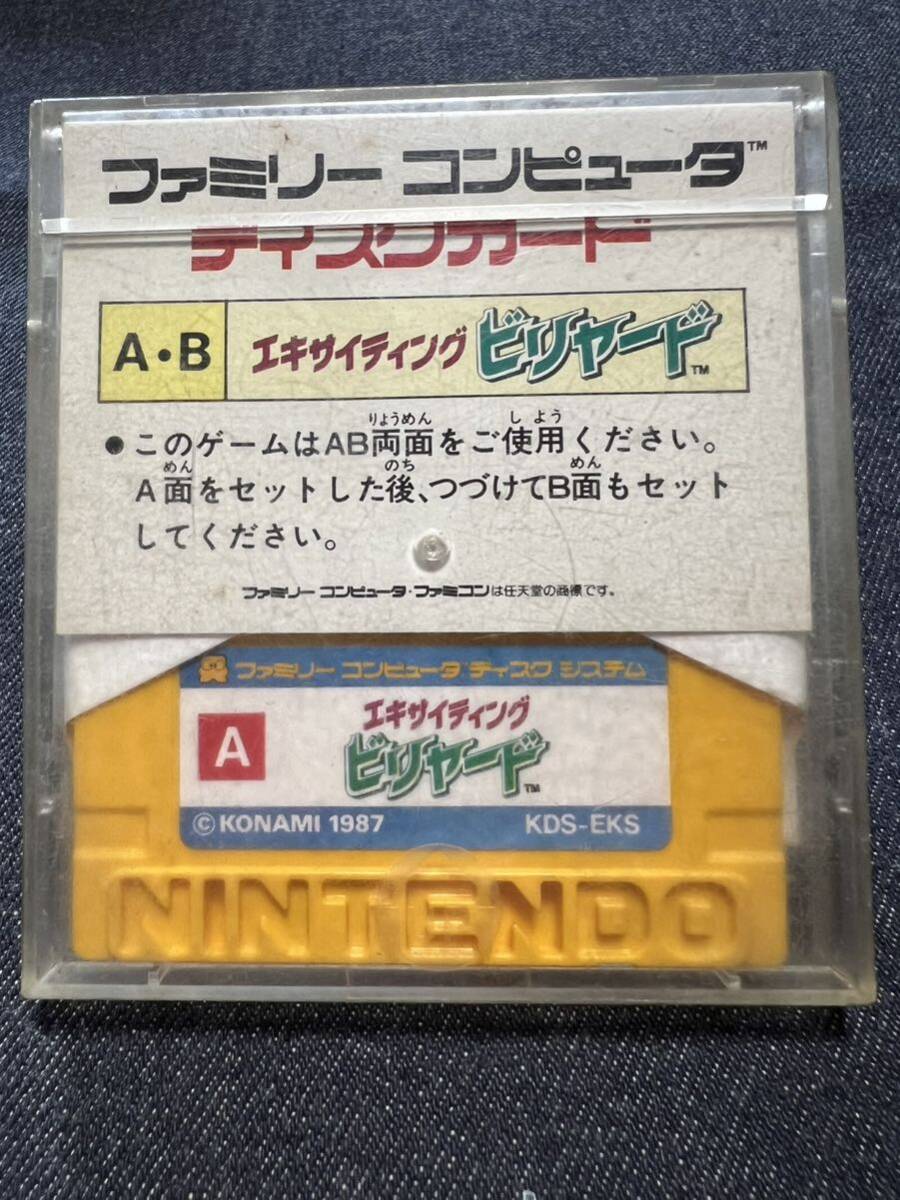 ファミリー コンピュータ™
ディスクカード
A・B エキサイティング ビリヤード™
●このゲームはAB両面をご使用ください。
りょうめん しよう
A面をセットした後、つづけてB面もセット
めん のち めん
してください。
ファミリー コンピュータ・ファミコンは任天堂の商標です。
ファミリー コンピュータ ディスク システム
A エキサイティング
ビリヤード™
©KONAMI 1987 KDS-EKS
NINTENDO